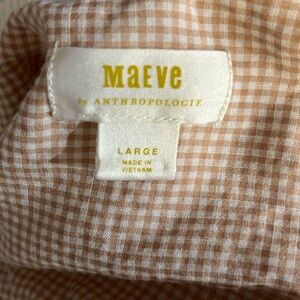 MaEVe
by ANTHROPOLOGIE
LARGE
MADE IN
VIETNAM